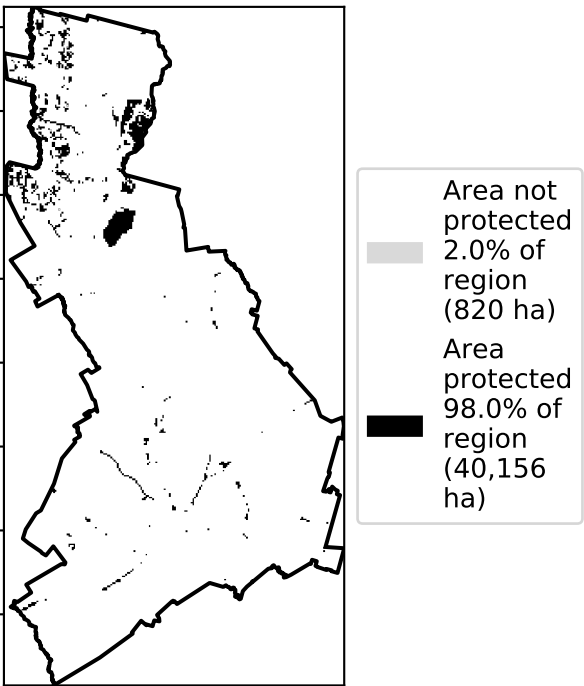 Area not
protected
2.0% of
region
(820 ha)
Area
protected
98.0% of
region
(40,156
ha)